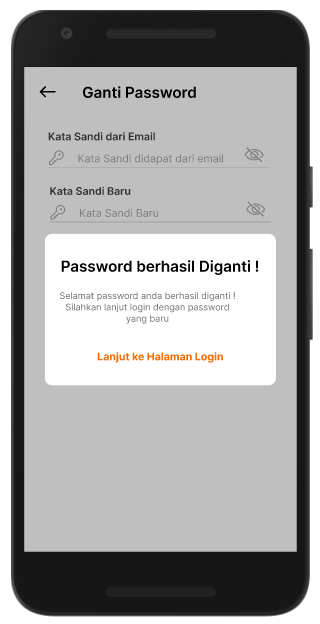 Ganti Password
Kata Sandi dari Email
Kata Sandi didapat dari email
Kata Sandi Baru
Kata Sandi Baru
Password berhasil Diganti !
Selamat password anda berhasil diganti !
Silahkan lanjut login dengan password
yang baru
Lanjut ke Halaman Login